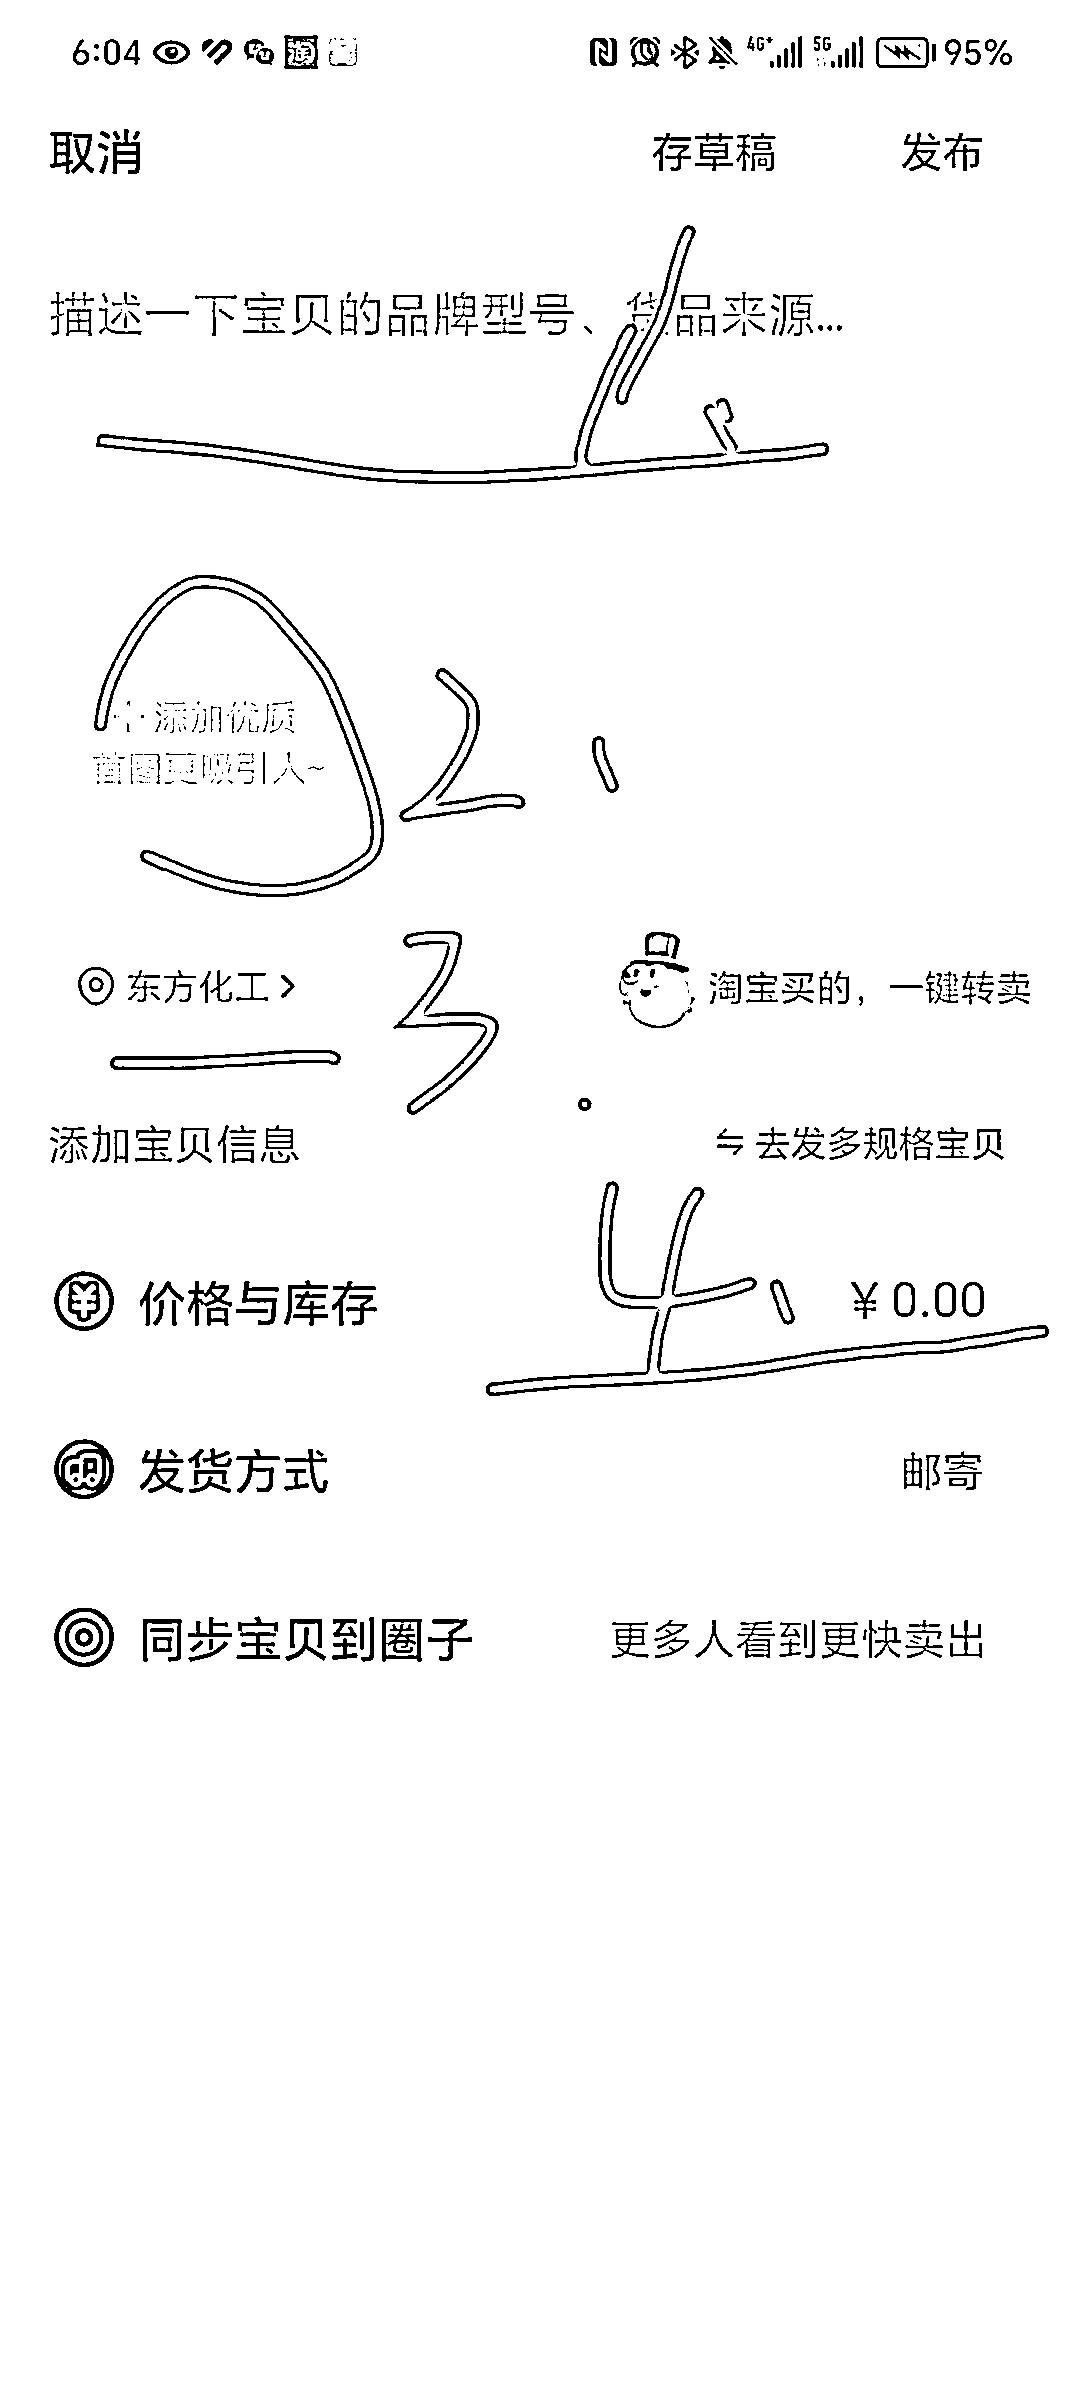 6:04 4G+ 5G 95%
取消 存草稿 发布
描述一下宝贝的品牌型号、货品来源...
添加优质
首图更吸引人~
2、
东方化工 >
3
淘宝买的，一键转卖
添加宝贝信息 去发多规格宝贝
4、
价格与库存 ¥0.00
发货方式 邮寄
同步宝贝到圈子 更多人看到更快卖出